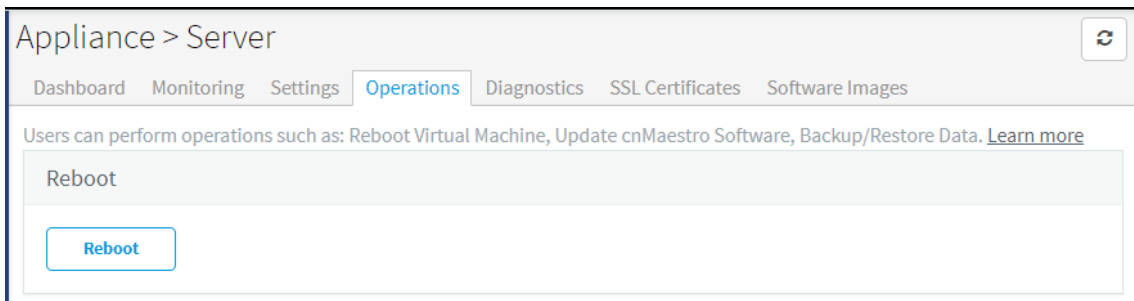 Appliance > Server
Dashboard Monitoring Settings Operations Diagnostics SSL Certificates Software Images
Users can perform operations such as: Reboot Virtual Machine, Update cnMaestro Software, Backup/Restore Data. Learn more
Reboot
Reboot